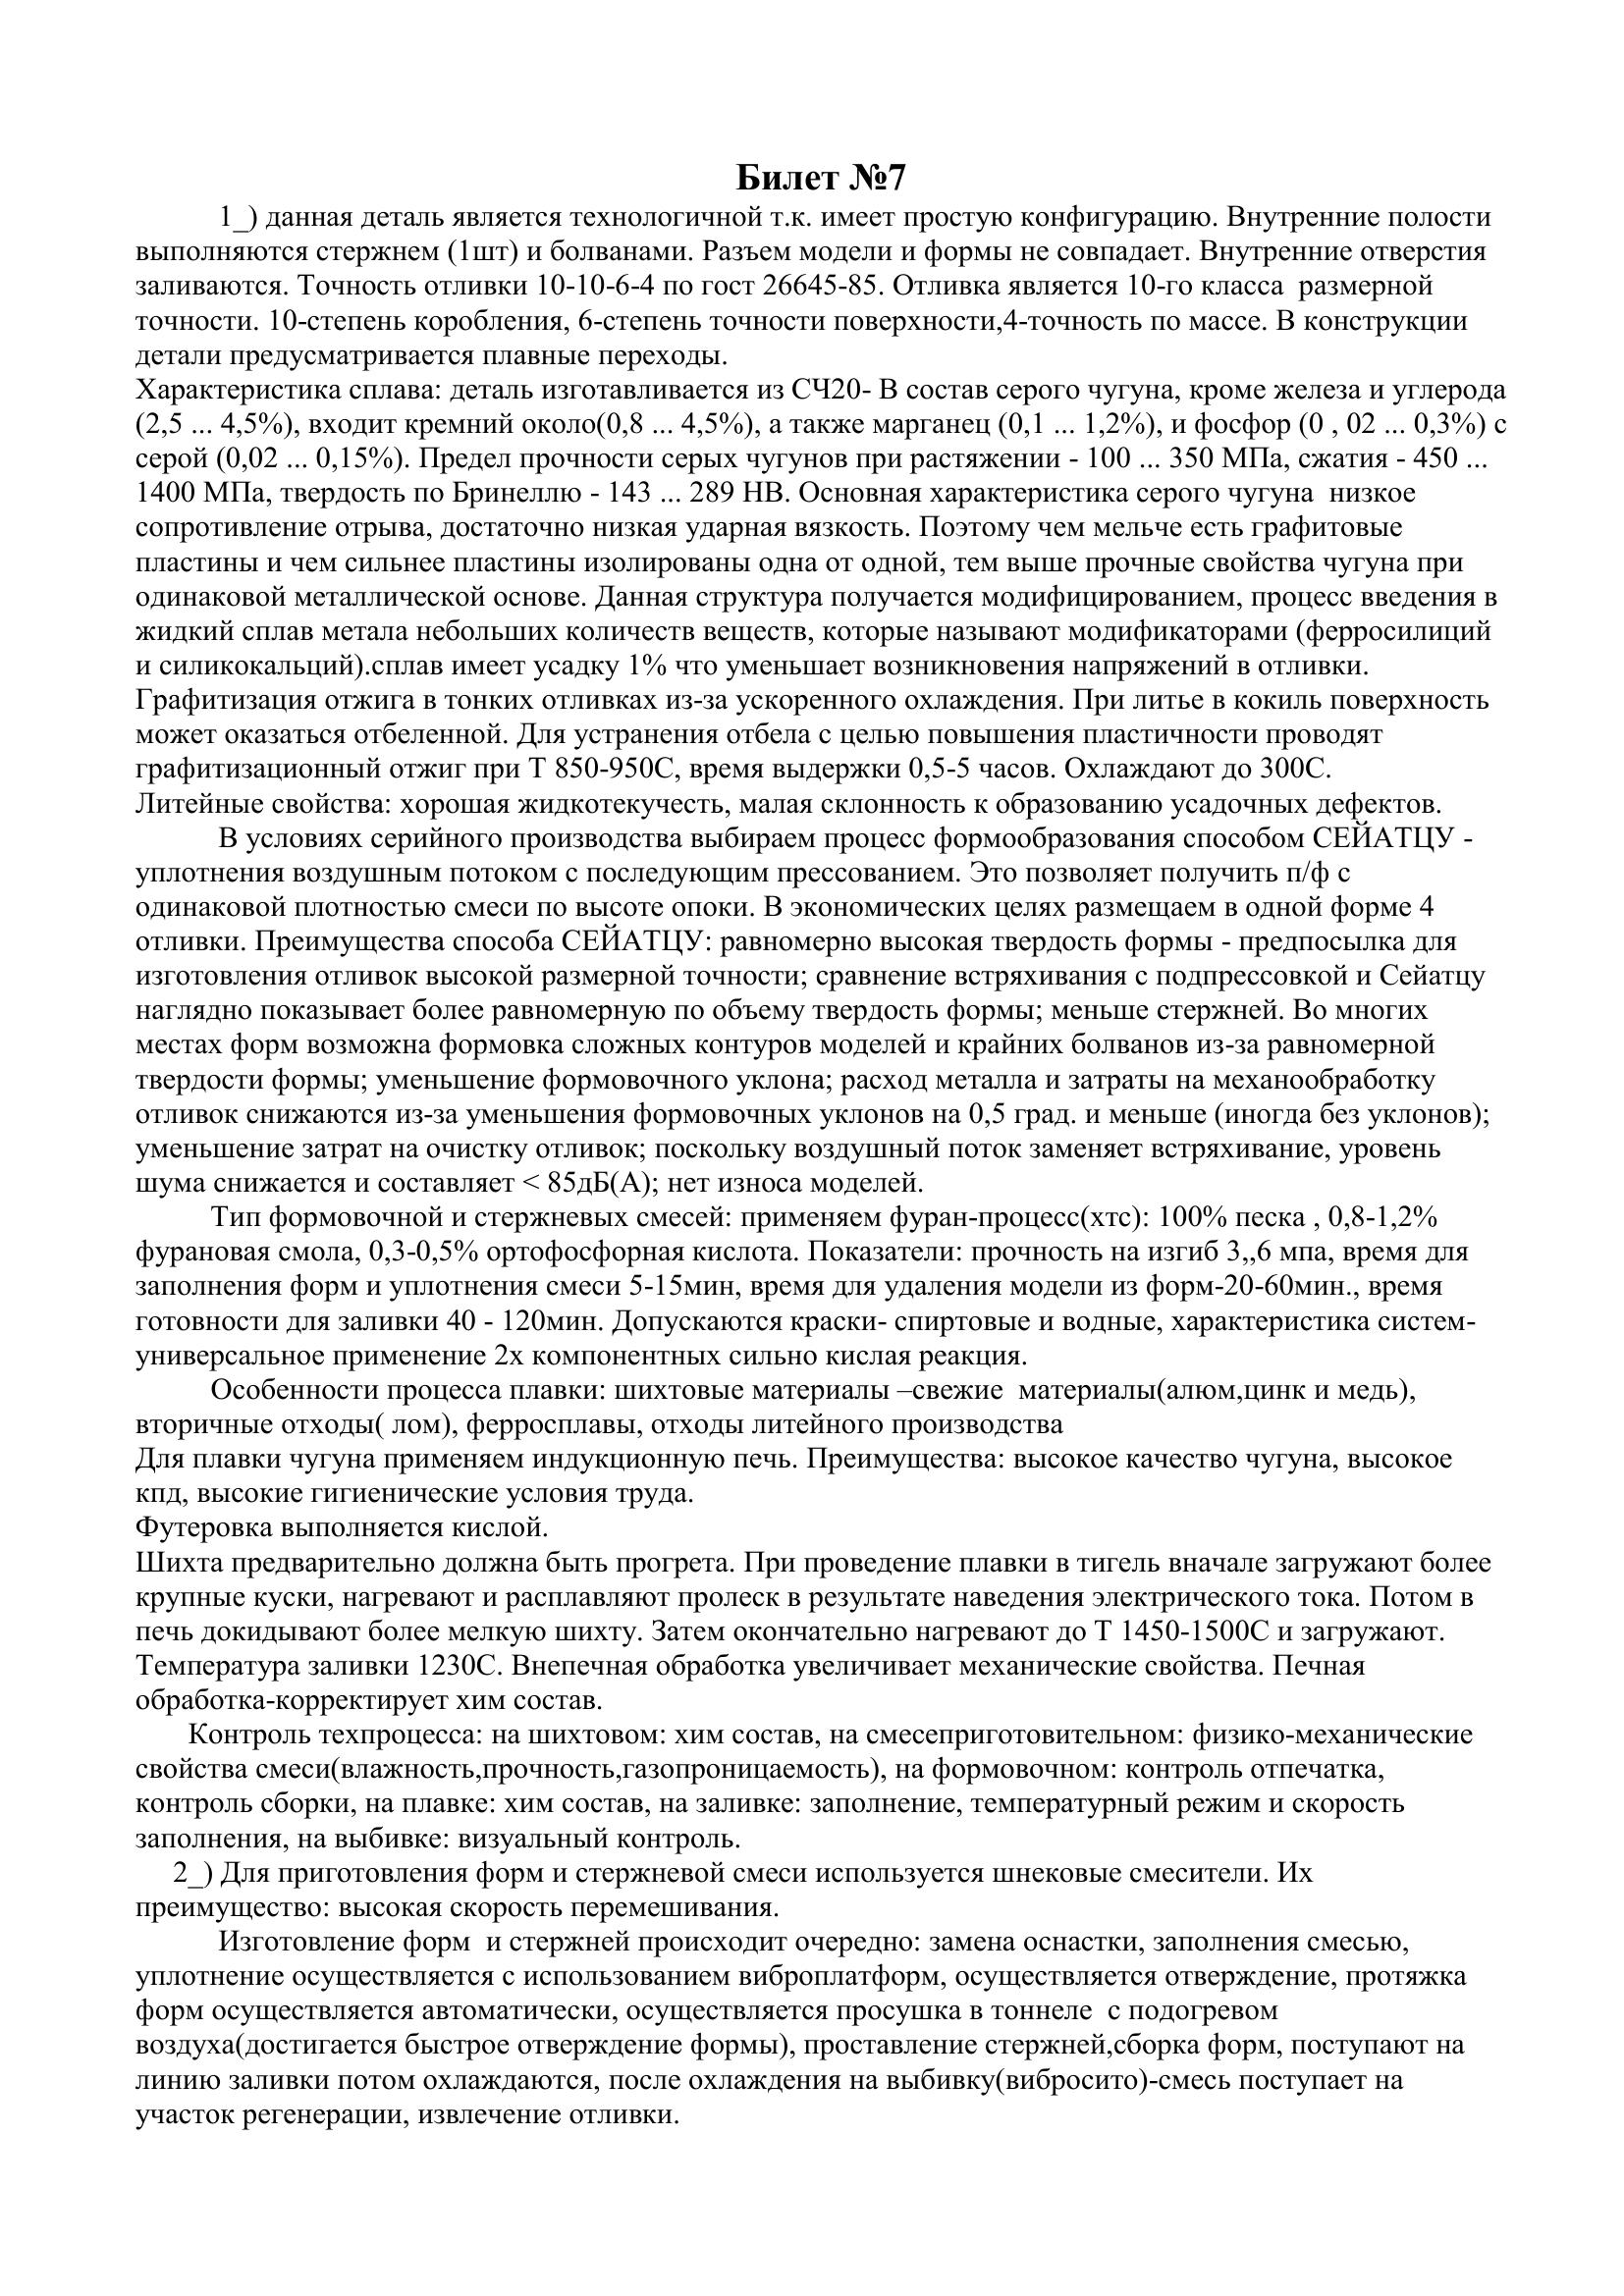 Билет №7
1_) данная деталь является технологичной т.к. имеет простую конфигурацию. Внутренние полости
выполняются стержнем (1шт) и болванами. Разъем модели и формы не совпадает. Внутренние отверстия
заливаются. Точность отливки 10-10-6-4 по гост 26645-85. Отливка является 10-го класса  размерной
точности. 10-степень коробления, 6-степень точности поверхности,4-точность по массе. В конструкции
детали предусматривается плавные переходы.
Характеристика сплава: деталь изготавливается из СЧ20- В состав серого чугуна, кроме железа и углерода
(2,5 ... 4,5%), входит кремний около(0,8 ... 4,5%), а также марганец (0,1 ... 1,2%), и фосфор (0 , 02 ... 0,3%) с
серой (0,02 ... 0,15%). Предел прочности серых чугунов при растяжении - 100 ... 350 МПа, сжатия - 450 ...
1400 МПа, твердость по Бринеллю - 143 ... 289 НВ. Основная характеристика серого чугуна  низкое
сопротивление отрыва, достаточно низкая ударная вязкость. Поэтому чем мельче есть графитовые
пластины и чем сильнее пластины изолированы одна от одной, тем выше прочные свойства чугуна при
одинаковой металлической основе. Данная структура получается модифицированием, процесс введения в
жидкий сплав метала небольших количеств веществ, которые называют модификаторами (ферросилиций
и силикокальций).сплав имеет усадку 1% что уменьшает возникновения напряжений в отливки.
Графитизация отжига в тонких отливках из-за ускоренного охлаждения. При литье в кокиль поверхность
может оказаться отбеленной. Для устранения отбела с целью повышения пластичности проводят
графитизационный отжиг при Т 850-950С, время выдержки 0,5-5 часов. Охлаждают до 300С.
Литейные свойства: хорошая жидкотекучесть, малая склонность к образованию усадочных дефектов.
В условиях серийного производства выбираем процесс формообразования способом СЕЙАТЦУ -
уплотнения воздушным потоком с последующим прессованием. Это позволяет получить п/ф с
одинаковой плотностью смеси по высоте опоки. В экономических целях размещаем в одной форме 4
отливки. Преимущества способа СЕЙАТЦУ: равномерно высокая твердость формы - предпосылка для
изготовления отливок высокой размерной точности; сравнение встряхивания с подпрессовкой и Сейатцу
наглядно показывает более равномерную по объему твердость формы; меньше стержней. Во многих
местах форм возможна формовка сложных контуров моделей и крайних болванов из-за равномерной
твердости формы; уменьшение формовочного уклона; расход металла и затраты на механообработку
отливок снижаются из-за уменьшения формовочных уклонов на 0,5 град. и меньше (иногда без уклонов);
уменьшение затрат на очистку отливок; поскольку воздушный поток заменяет встряхивание, уровень
шума снижается и составляет < 85дБ(А); нет износа моделей.
Тип формовочной и стержневых смесей: применяем фуран-процесс(хтс): 100% песка , 0,8-1,2%
фурановая смола, 0,3-0,5% ортофосфорная кислота. Показатели: прочность на изгиб 3,,6 мпа, время для
заполнения форм и уплотнения смеси 5-15мин, время для удаления модели из форм-20-60мин., время
готовности для заливки 40 - 120мин. Допускаются краски- спиртовые и водные, характеристика систем-
универсальное применение 2х компонентных сильно кислая реакция.
Особенности процесса плавки: шихтовые материалы –свежие  материалы(алюм,цинк и медь),
вторичные отходы( лом), ферросплавы, отходы литейного производства
Для плавки чугуна применяем индукционную печь. Преимущества: высокое качество чугуна, высокое
кпд, высокие гигиенические условия труда.
Футеровка выполняется кислой.
Шихта предварительно должна быть прогрета. При проведение плавки в тигель вначале загружают более
крупные куски, нагревают и расплавляют пролеск в результате наведения электрического тока. Потом в
печь докидывают более мелкую шихту. Затем окончательно нагревают до Т 1450-1500С и загружают.
Температура заливки 1230С. Внепечная обработка увеличивает механические свойства. Печная
обработка-корректирует хим состав.
Контроль техпроцесса: на шихтовом: хим состав, на смесеприготовительном: физико-механические
свойства смеси(влажность,прочность,газопроницаемость), на формовочном: контроль отпечатка,
контроль сборки, на плавке: хим состав, на заливке: заполнение, температурный режим и скорость
заполнения, на выбивке: визуальный контроль.
2_) Для приготовления форм и стержневой смеси используется шнековые смесители. Их
преимущество: высокая скорость перемешивания.
Изготовление форм  и стержней происходит очередно: замена оснастки, заполнения смесью,
уплотнение осуществляется с использованием виброплатформ, осуществляется отверждение, протяжка
форм осуществляется автоматически, осуществляется просушка в тоннеле  с подогревом
воздуха(достигается быстрое отверждение формы), проставление стержней,сборка форм, поступают на
линию заливки потом охлаждаются, после охлаждения на выбивку(вибросито)-смесь поступает на
участок регенерации, извлечение отливки.